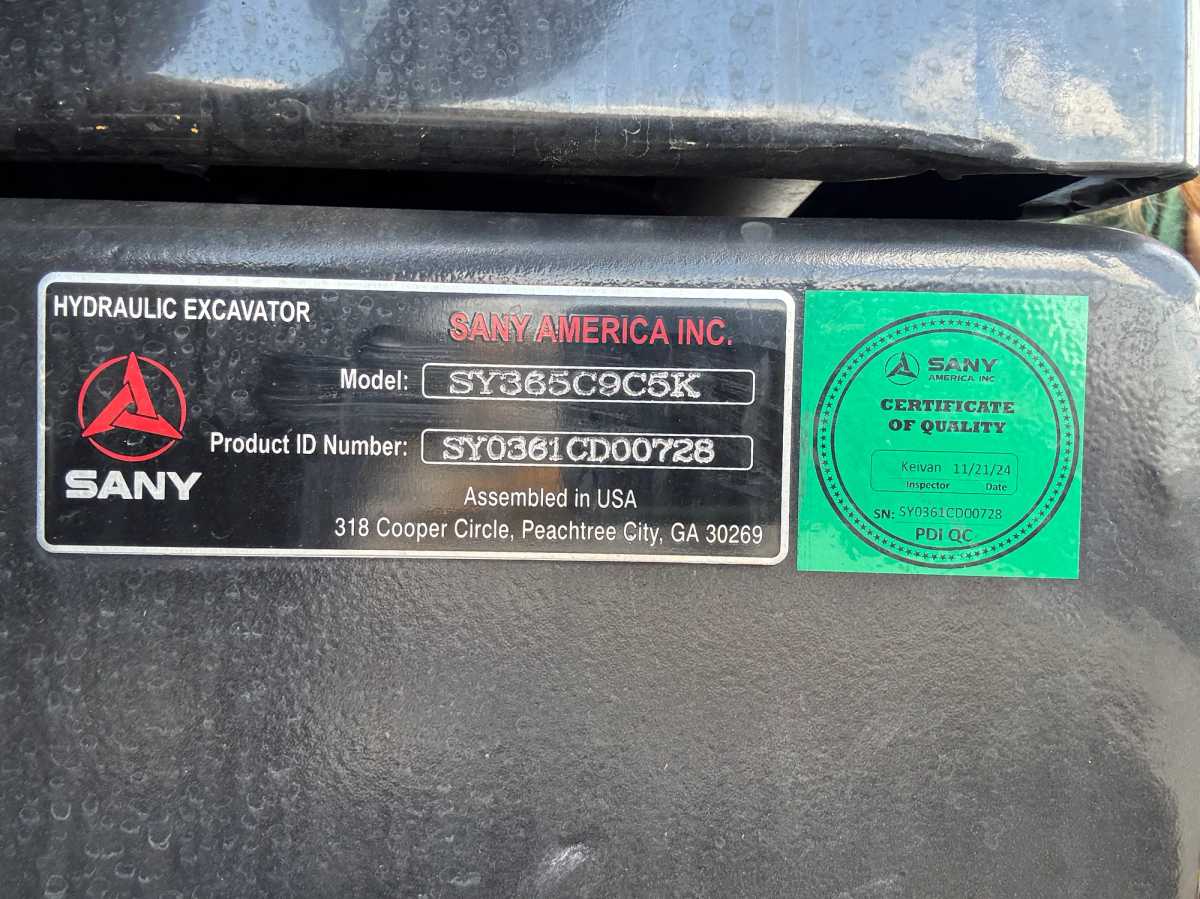 HYDRAULIC EXCAVATOR
SANY AMERICA INC.
Model: SY365C9C5K
Product ID Number: SY0361CD00728
SANY
Assembled in USA
318 Cooper Circle, Peachtree City, GA 30269
SANY
AMERICA INC
CERTIFICATE
OF QUALITY
Keivan 11/21/24
Inspector Date
SN: SY0361CD00728
PDI QC